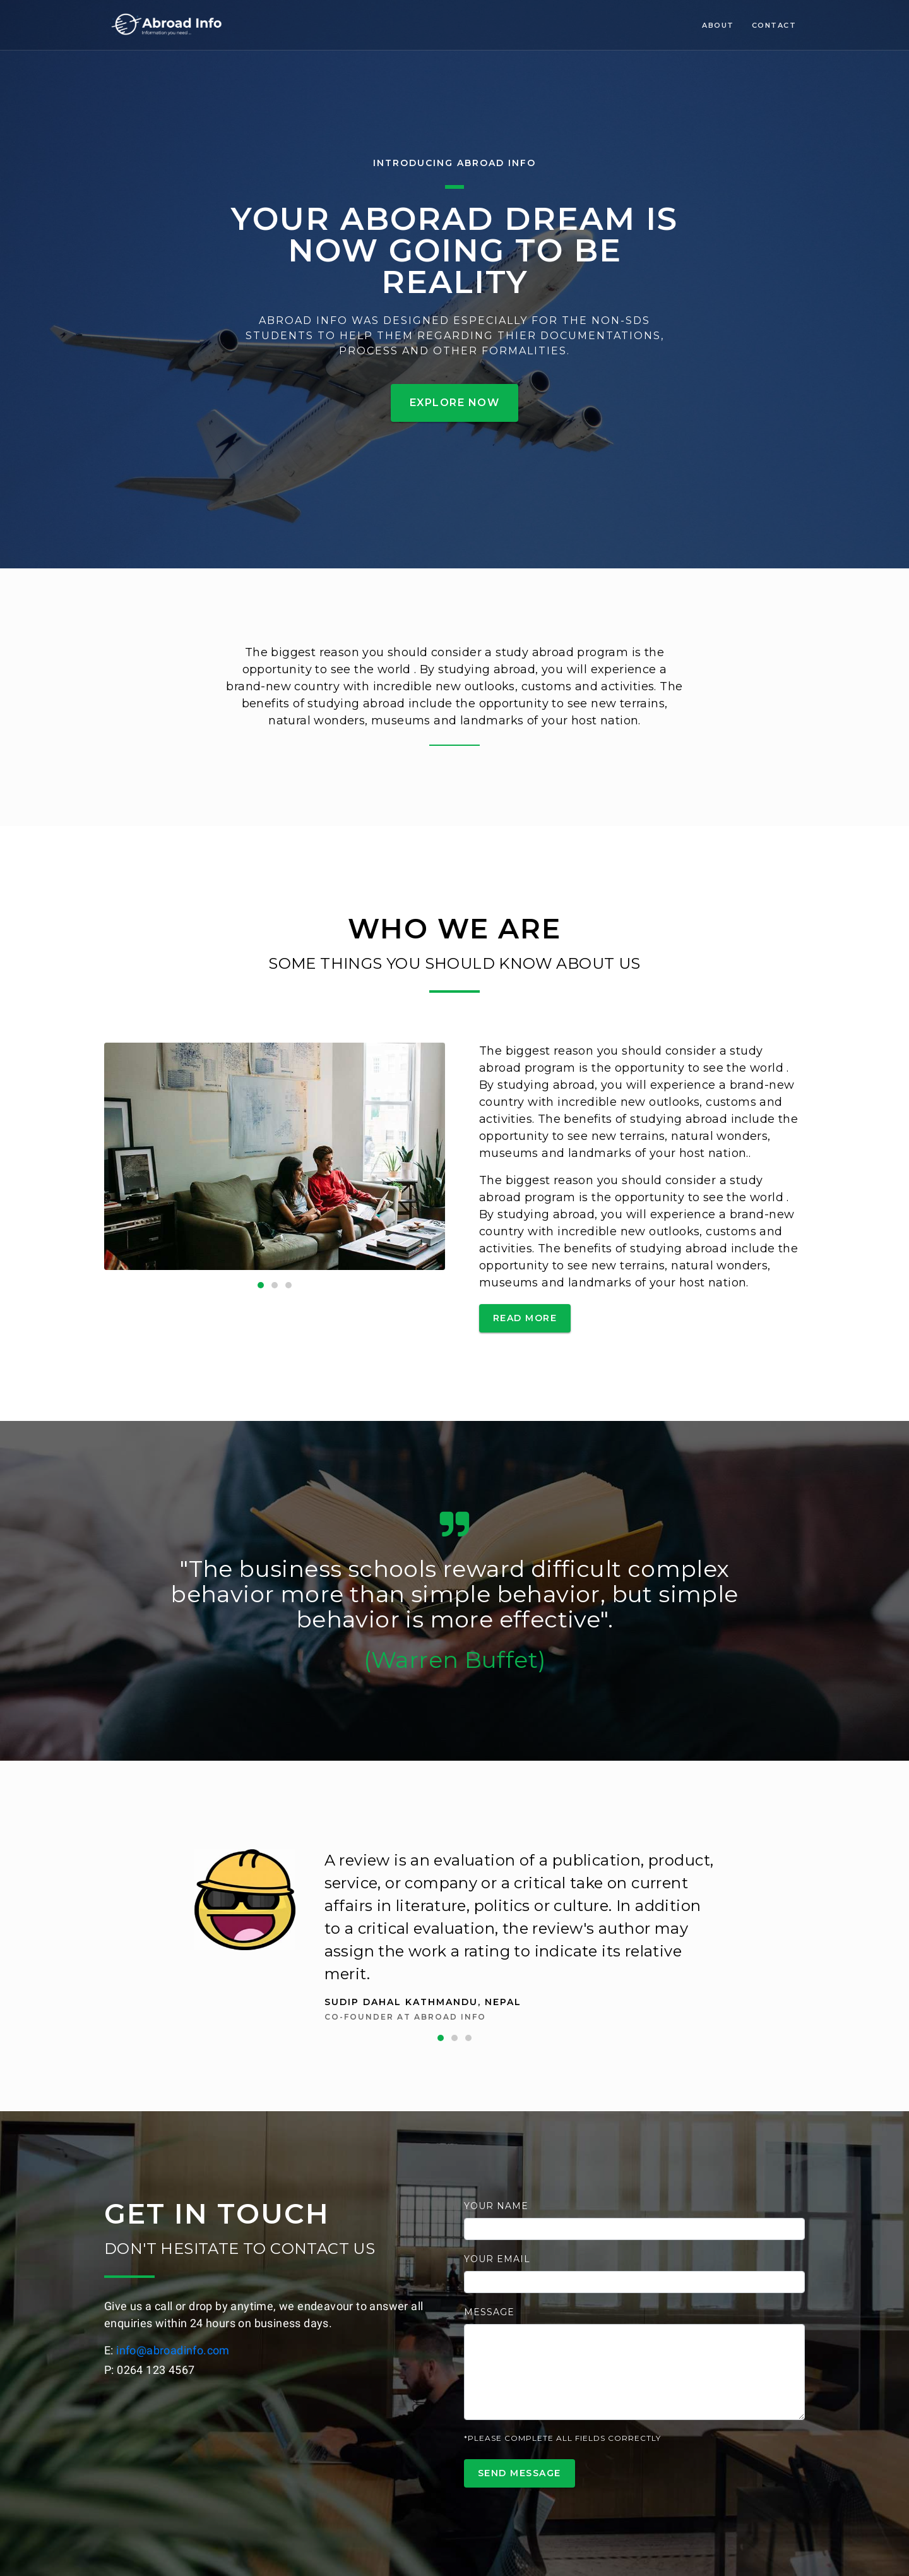 Abroad Info
Information you need ..
ABOUT
CONTACT
INTRODUCING ABROAD INFO
YOUR ABORAD DREAM IS
NOW GOING TO BE
REALITY
ABROAD INFO WAS DESIGNED ESPECIALLY FOR THE NON-SDS
STUDENTS TO HELP THEM REGARDING THIER DOCUMENTATIONS,
PROCESS AND OTHER FORMALITIES.
EXPLORE NOW
The biggest reason you should consider a study abroad program is the
opportunity to see the world . By studying abroad, you will experience a
brand-new country with incredible new outlooks, customs and activities. The
benefits of studying abroad include the opportunity to see new terrains,
natural wonders, museums and landmarks of your host nation.
WHO WE ARE
SOME THINGS YOU SHOULD KNOW ABOUT US
The biggest reason you should consider a study
abroad program is the opportunity to see the world .
By studying abroad, you will experience a brand-new
country with incredible new outlooks, customs and
activities. The benefits of studying abroad include the
opportunity to see new terrains, natural wonders,
museums and landmarks of your host nation..
The biggest reason you should consider a study
abroad program is the opportunity to see the world .
By studying abroad, you will experience a brand-new
country with incredible new outlooks, customs and
activities. The benefits of studying abroad include the
opportunity to see new terrains, natural wonders,
museums and landmarks of your host nation.
READ MORE
"The business schools reward difficult complex
behavior more than simple behavior, but simple
behavior is more effective".
(Warren Buffet)
A review is an evaluation of a publication, product,
service, or company or a critical take on current
affairs in literature, politics or culture. In addition
to a critical evaluation, the review's author may
assign the work a rating to indicate its relative
merit.
SUDIP DAHAL KATHMANDU, NEPAL
CO-FOUNDER AT ABROAD INFO
GET IN TOUCH
DON'T HESITATE TO CONTACT US
Give us a call or drop by anytime, we endeavour to answer all
enquiries within 24 hours on business days.
E: info@abroadinfo.com
P: 0264 123 4567
YOUR NAME
YOUR EMAIL
MESSAGE
*PLEASE COMPLETE ALL FIELDS CORRECTLY
SEND MESSAGE